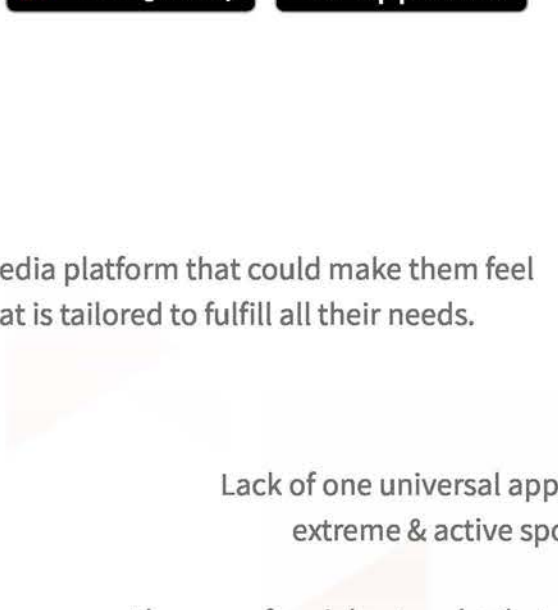 edia platform that could make them feel
at is tailored to fulfill all their needs.
Lack of one universal app
extreme & active spo